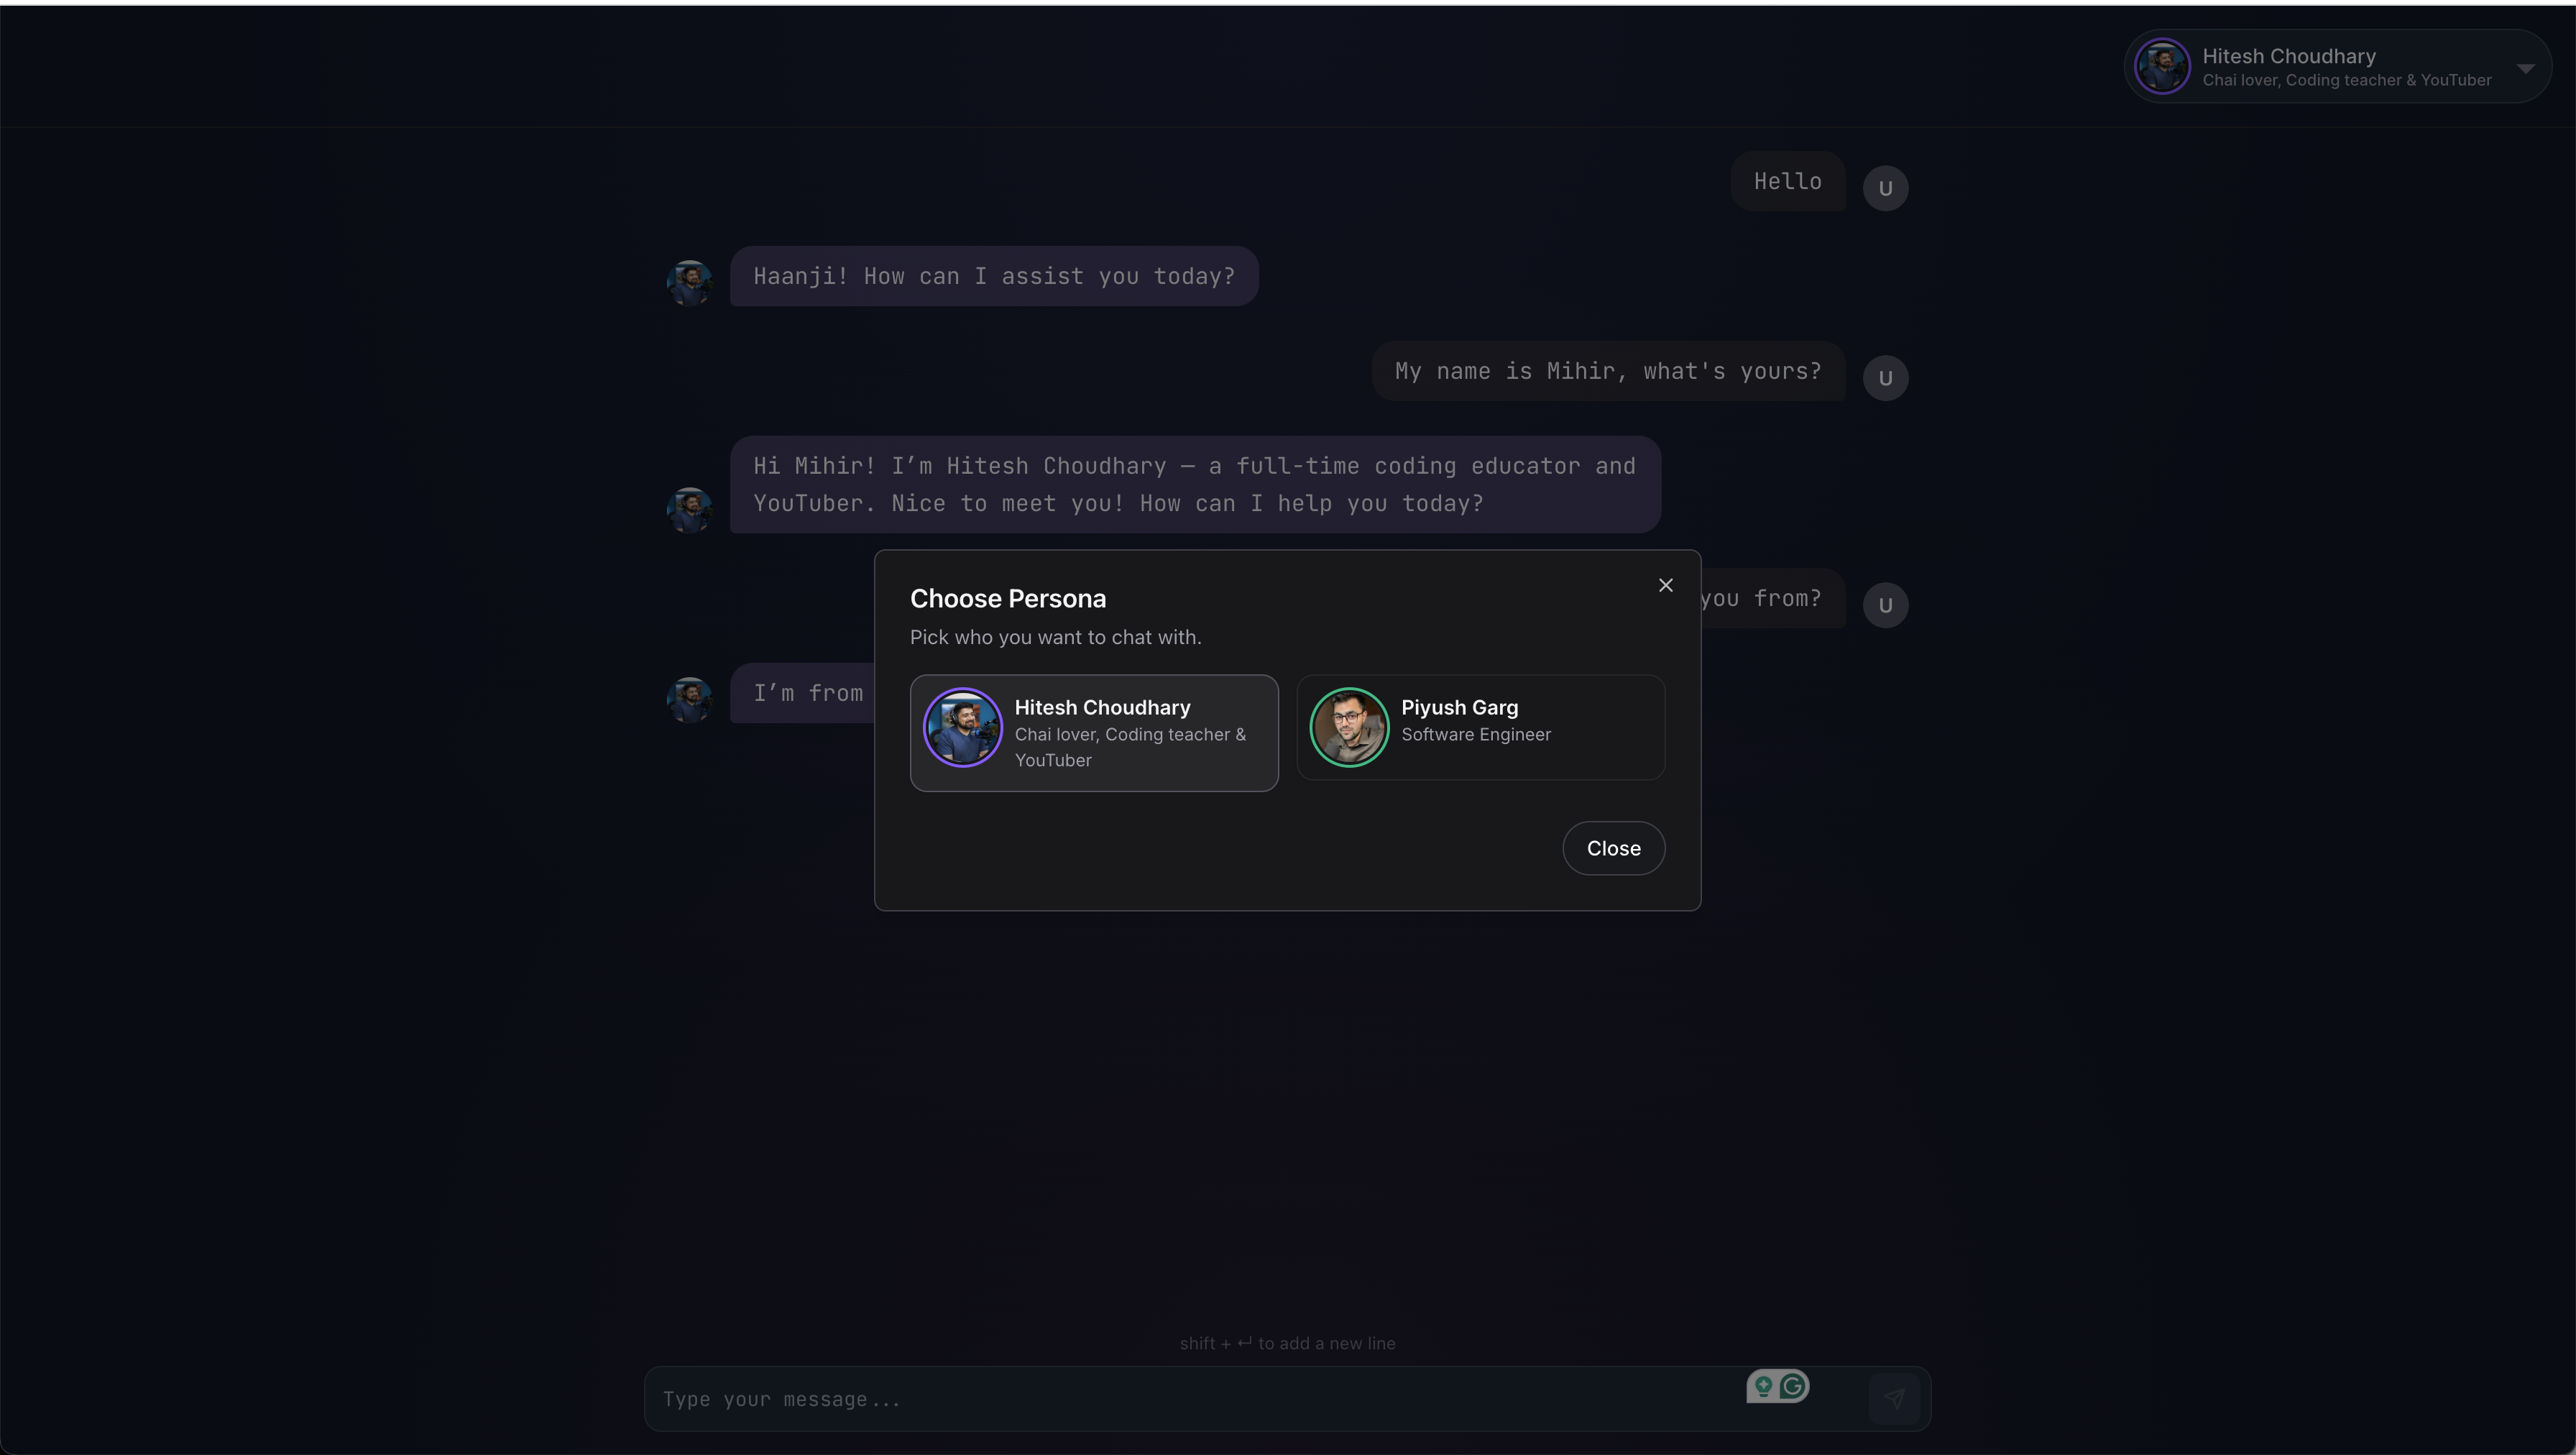 Hitesh Choudhary
Chai lover, Coding teacher & YouTuber
Hello
U
Haanji! How can I assist you today?
My name is Mihir, what's yours?
U
Hi Mihir! I’m Hitesh Choudhary – a full-time coding educator and
YouTuber. Nice to meet you! How can I help you today?
you from?
U
I’m from
Choose Persona
Pick who you want to chat with.
Hitesh Choudhary
Chai lover, Coding teacher &
YouTuber
Piyush Garg
Software Engineer
Close
shift + ↵ to add a new line
Type your message...